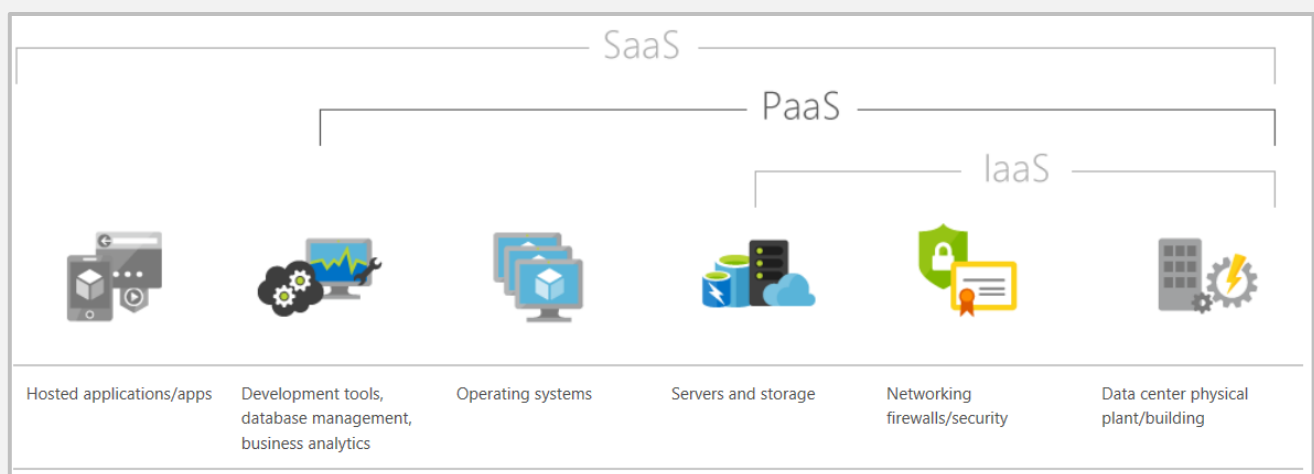 SaaS
PaaS
IaaS
Hosted applications/apps
Development tools,
database management,
business analytics
Operating systems
Servers and storage
Networking
firewalls/security
Data center physical
plant/building